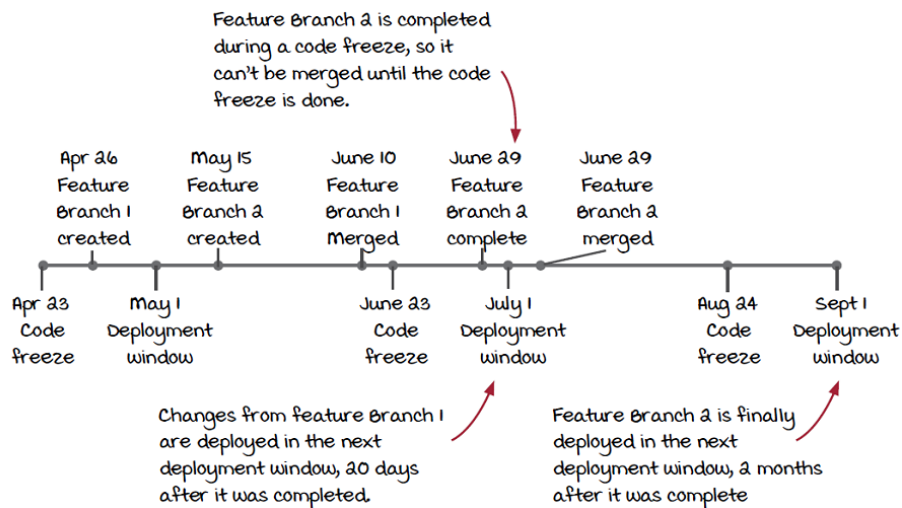 Feature Branch 2 is completed
during a code freeze, so it
can't be merged until the code
freeze is done.
Apr 26
Feature
Branch 1
created
May 15
Feature
Branch 2
created
June 10
Feature
Branch 1
Merged
June 29
Feature
Branch 2
complete
June 29
Feature
Branch 2
merged
Apr 23
Code
freeze
May 1
Deployment
window
June 23
Code
freeze
July 1
Deployment
window
Aug 24
Code
freeze
Sept 1
Deployment
window
Changes from feature Branch 1
are deployed in the next
deployment window, 20 days
after it was completed.
Feature Branch 2 is finally
deployed in the next
deployment window, 2 months
after it was complete